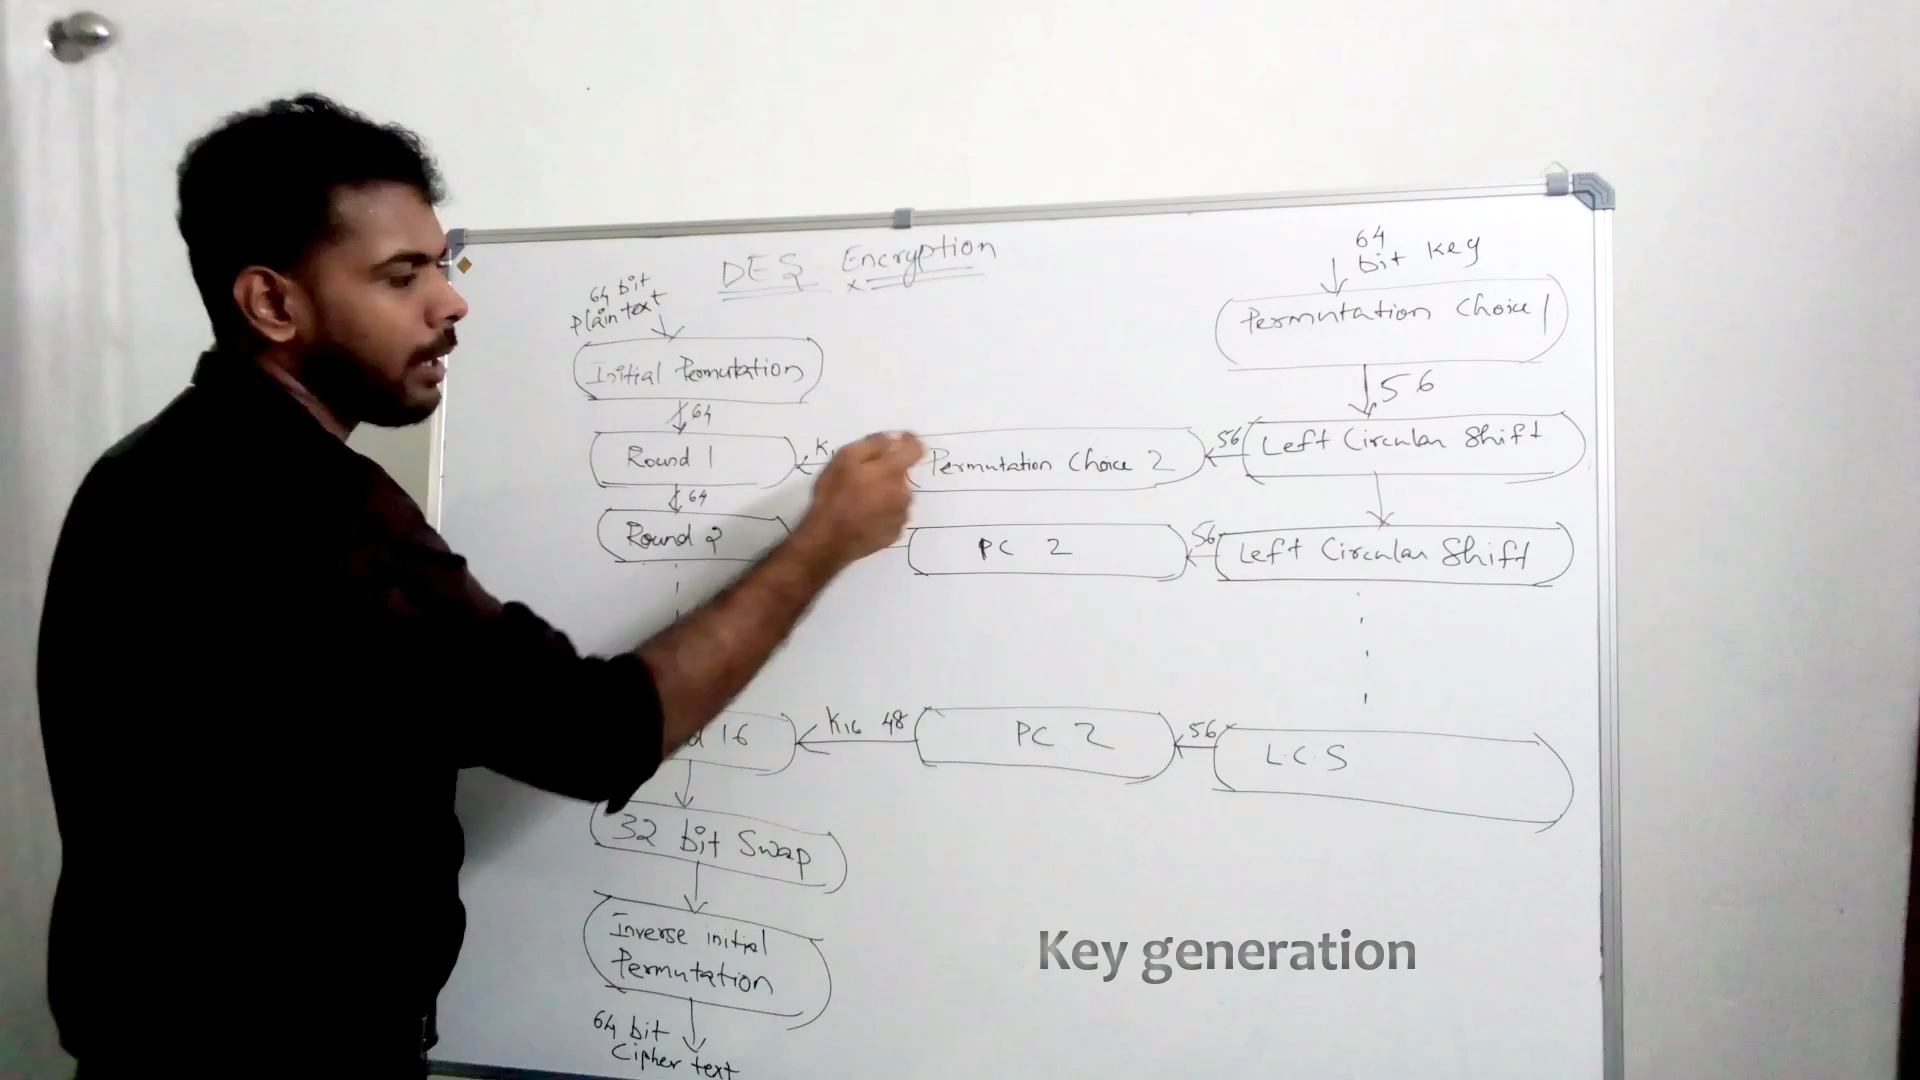 DES Encryption
64 bit
Plain text
Initial Permutation
64
Round 1
64
Round 2
16
32 bit Swap
Inverse initial
Permutation
64 bit
Cipher text
K1
Permutation Choice 2
56
PC 2
56
K16 48
PC 2
56
64
bit key
Permutation Choice 1
56
Left Circular Shift
Left Circular Shift
L.C.S
Key generation